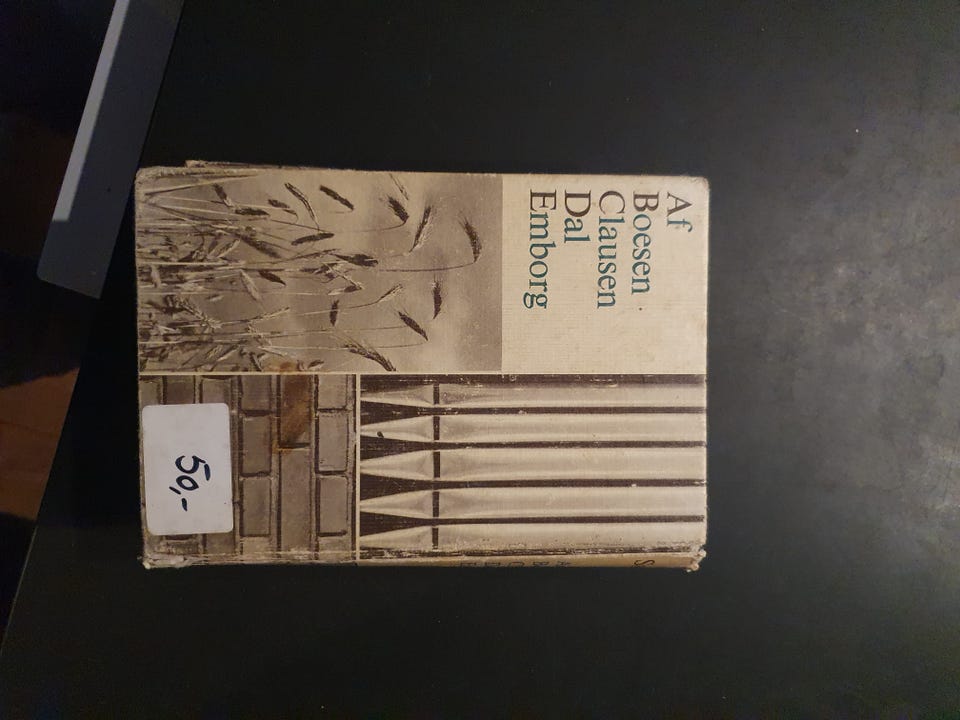 Af
Boesen
Clausen
Dal
Emborg
50,-